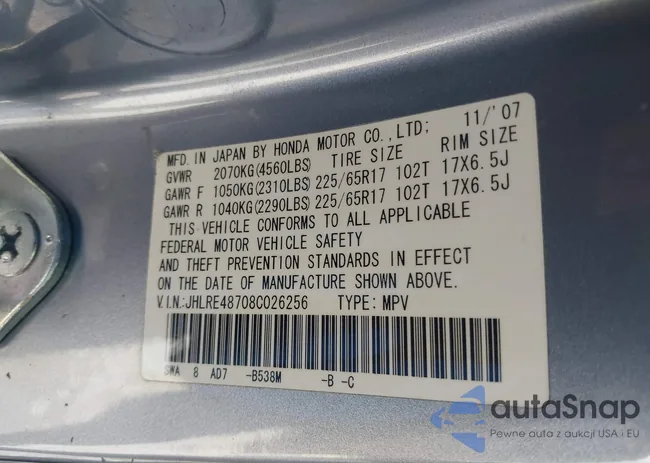 MFD. IN JAPAN BY HONDA MOTOR CO., LTD; 11/'07
GVWR 2070KG(4560LBS) TIRE SIZE RIM SIZE
GAWR F 1050KG(2310LBS) 225/65R17 102T 17X6.5J
GAWR R 1040KG(2290LBS) 225/65R17 102T 17X6.5J
THIS VEHICLE CONFORMS TO ALL APPLICABLE
FEDERAL MOTOR VEHICLE SAFETY
AND THEFT PREVENTION STANDARDS IN EFFECT
ON THE DATE OF MANUFACTURE SHOWN ABOVE.
V.I.N.:JHLRE48708C026256 TYPE: MPV
SWA 8 AD7 -B538M -B -C
autaSnap
Pewne auta z aukcji USA i EU